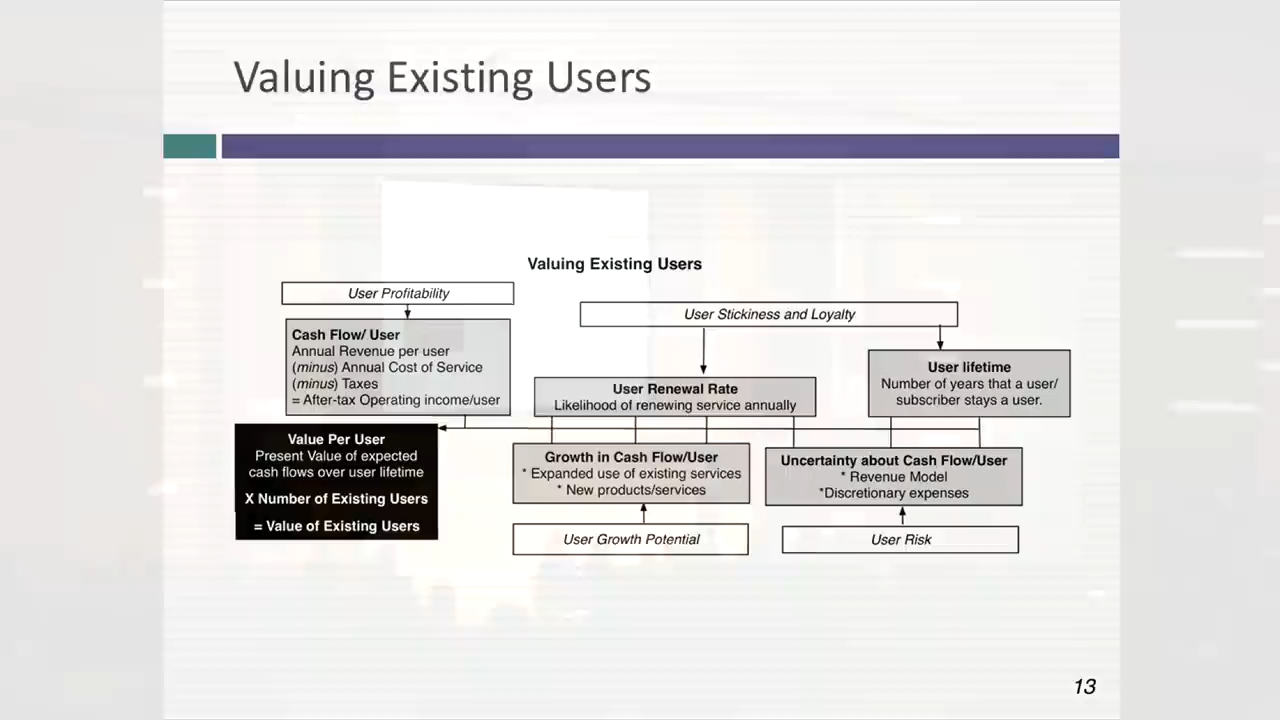 Valuing Existing Users
Valuing Existing Users
User Profitability
Cash Flow/ User
Annual Revenue per user
(minus) Annual Cost of Service
(minus) Taxes
= After-tax Operating income/user
User Stickiness and Loyalty
User Renewal Rate
Likelihood of renewing service annually
User lifetime
Number of years that a user/
subscriber stays a user.
Value Per User
Present Value of expected
cash flows over user lifetime
X Number of Existing Users
= Value of Existing Users
Growth in Cash Flow/User
* Expanded use of existing services
* New products/services
User Growth Potential
Uncertainty about Cash Flow/User
* Revenue Model
*Discretionary expenses
User Risk
13